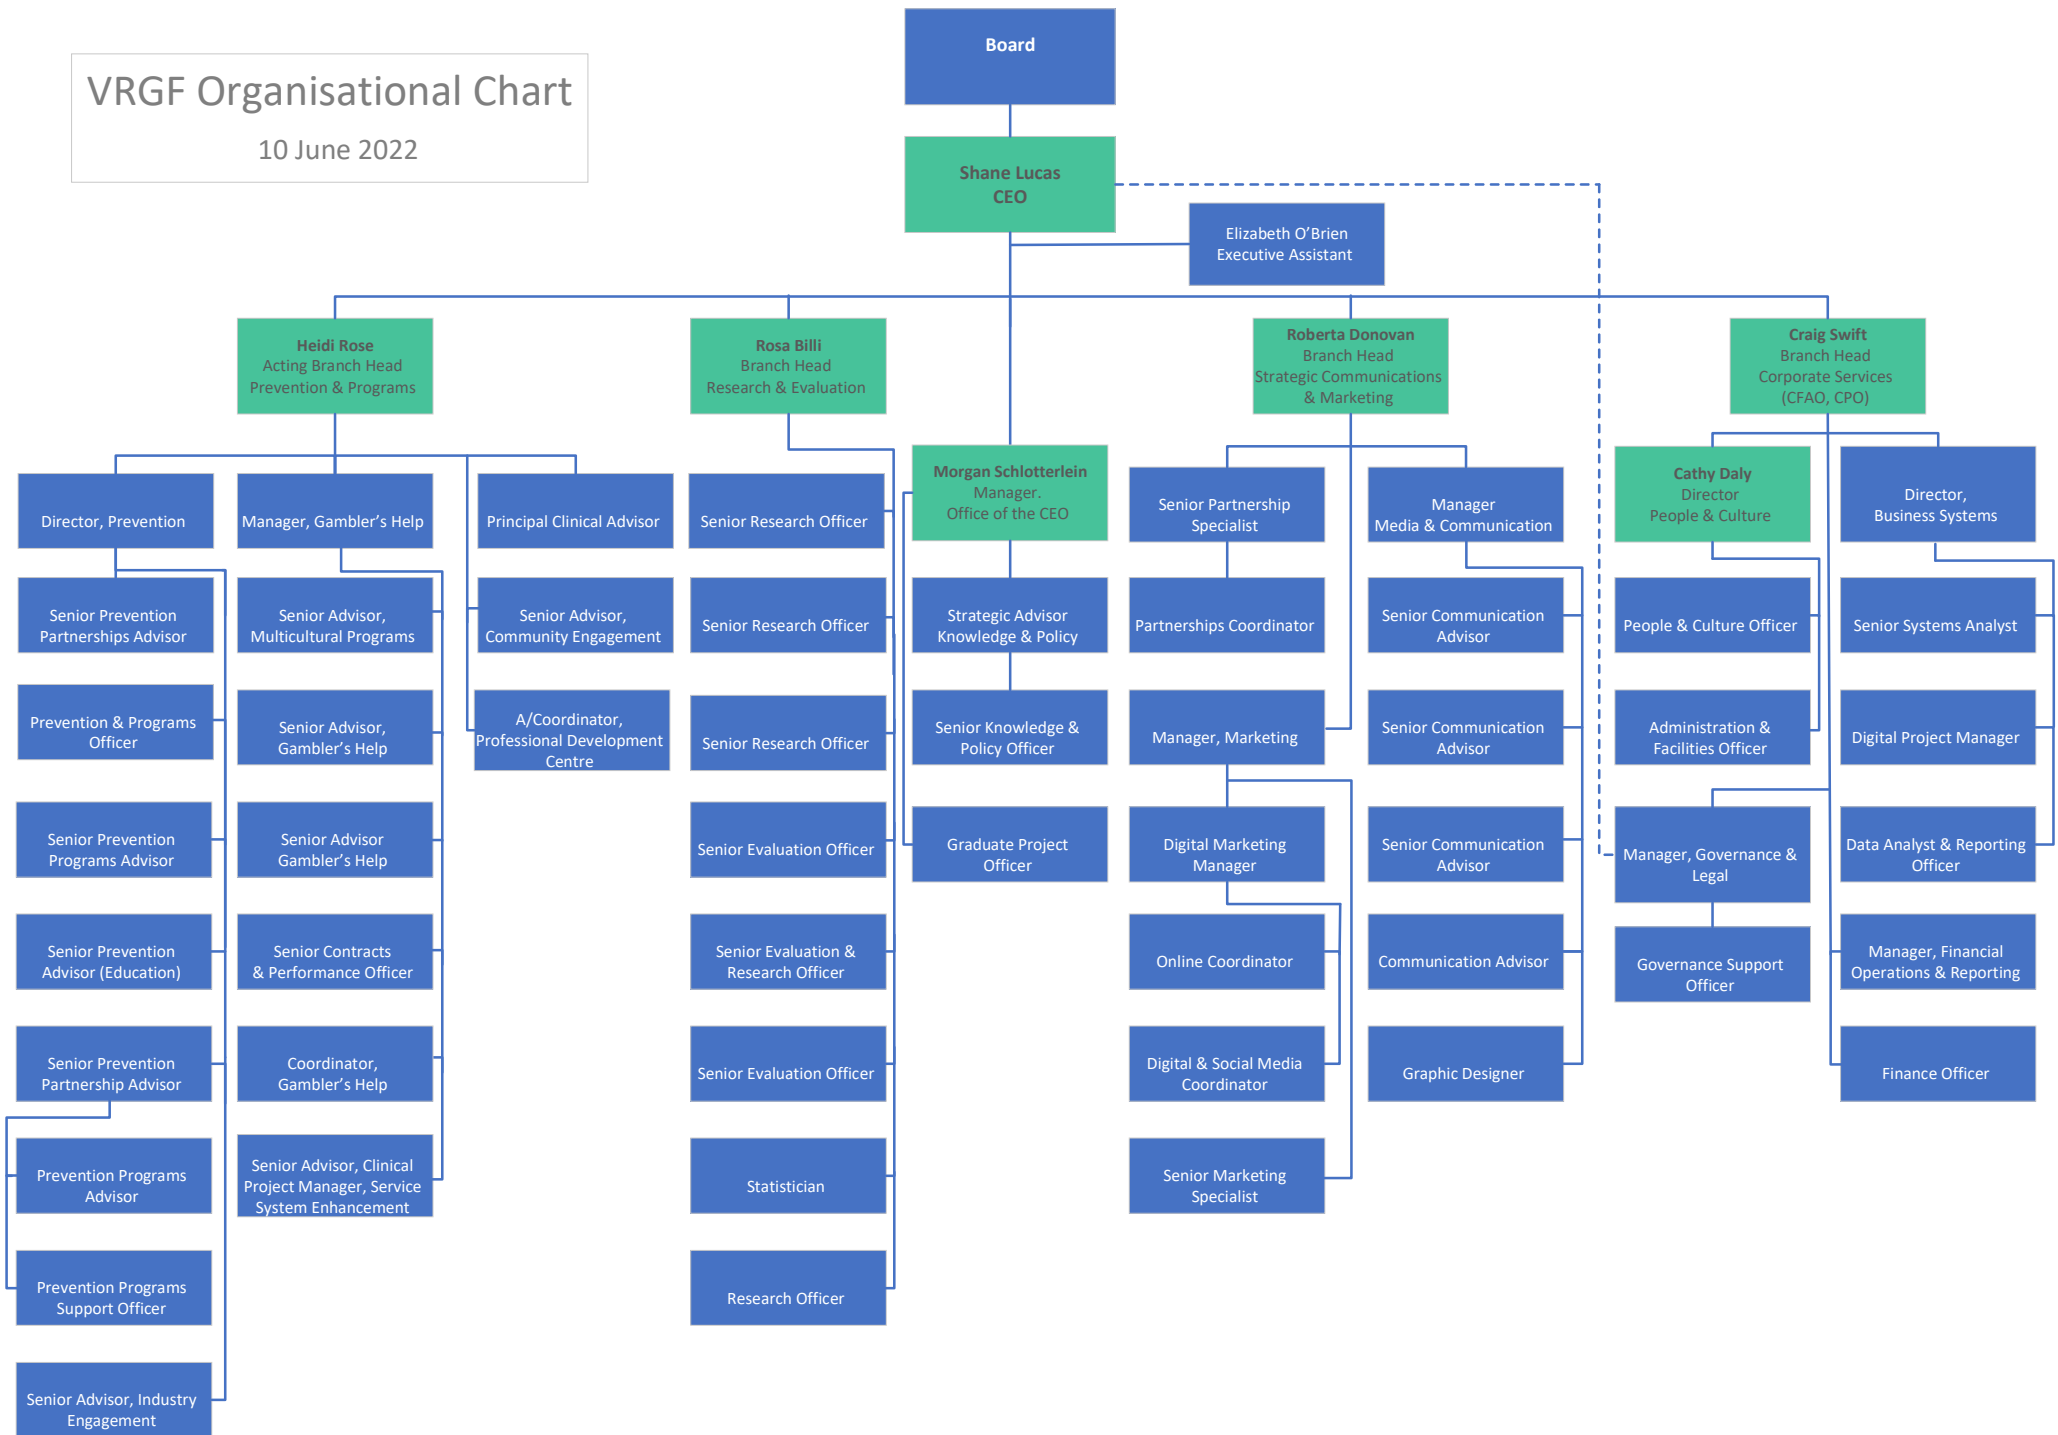 VRGF Organisational Chart
10 June 2022
Board
Shane Lucas
CEO
Elizabeth O'Brien
Executive Assistant
Heidi Rose
Acting Branch Head
Prevention & Programs
Rosa Billi
Branch Head
Research & Evaluation
Roberta Donovan
Branch Head
Strategic Communications
& Marketing
Craig Swift
Branch Head
Corporate Services
(CFAO, CPO)
Director, Prevention
Senior Prevention
Partnerships Advisor
Prevention & Programs
Officer
Senior Prevention
Programs Advisor
Senior Prevention
Advisor (Education)
Senior Prevention
Partnership Advisor
Prevention Programs
Advisor
Prevention Programs
Support Officer
Senior Advisor, Industry
Engagement
Manager, Gambler's Help
Senior Advisor,
Multicultural Programs
Senior Advisor,
Gambler's Help
Senior Advisor
Gambler's Help
Senior Contracts
& Performance Officer
Coordinator,
Gambler's Help
Senior Advisor, Clinical
Project Manager, Service
System Enhancement
Principal Clinical Advisor
Senior Advisor,
Community Engagement
A/Coordinator,
Professional Development
Centre
Senior Research Officer
Senior Research Officer
Senior Research Officer
Senior Evaluation Officer
Senior Evaluation &
Research Officer
Senior Evaluation Officer
Statistician
Research Officer
Morgan Schlotterlein
Manager.
Office of the CEO
Strategic Advisor
Knowledge & Policy
Senior Knowledge &
Policy Officer
Graduate Project
Officer
Senior Partnership
Specialist
Partnerships Coordinator
Manager, Marketing
Digital Marketing
Manager
Online Coordinator
Digital & Social Media
Coordinator
Senior Marketing
Specialist
Manager
Media & Communication
Senior Communication
Advisor
Senior Communication
Advisor
Senior Communication
Advisor
Communication Advisor
Graphic Designer
Cathy Daly
Director
People & Culture
People & Culture Officer
Administration &
Facilities Officer
Manager, Governance &
Legal
Governance Support
Officer
Director,
Business Systems
Senior Systems Analyst
Digital Project Manager
Data Analyst & Reporting
Officer
Manager, Financial
Operations & Reporting
Finance Officer